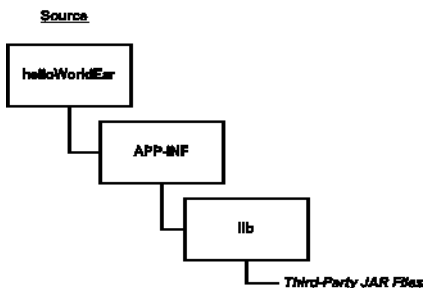 Source
helloWorldEar
APP-INF
lib
Third-Party JAR Files